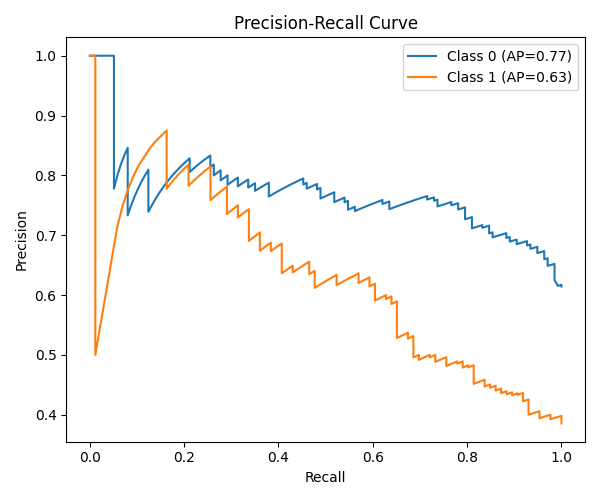 Precision-Recall Curve
Class 0 (AP=0.77)
Class 1 (AP=0.63)
Precision
1.0
0.9
0.8
0.7
0.6
0.5
0.4
0.0 0.2 0.4 0.6 0.8 1.0
Recall